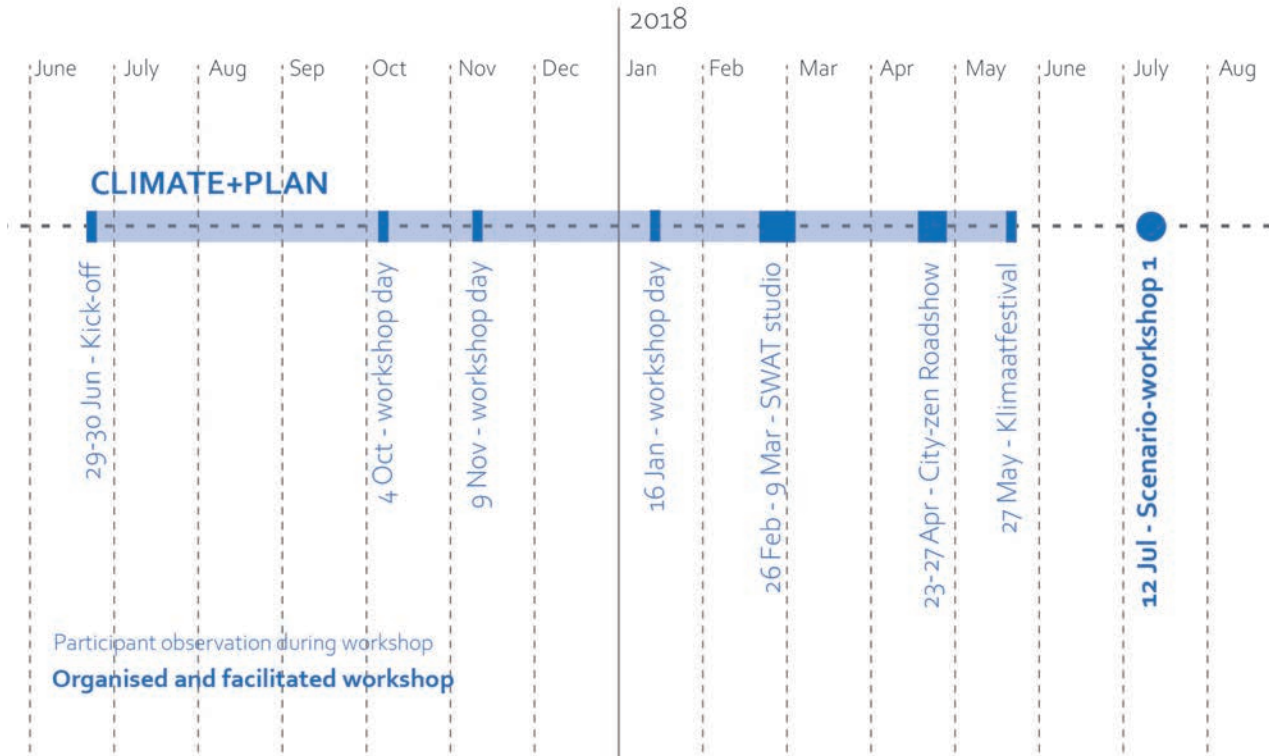 2018
June
July
Aug
Sep
Oct
Nov
Dec
Jan
Feb
Mar
Apr
May
June
July
Aug
CLIMATE+PLAN
29-30 Jun - Kick-off
4 Oct - workshop day
9 Nov - workshop day
16 Jan - workshop day
26 Feb - 9 Mar - SWAT studio
23-27 Apr - City-zen Roadshow
27 May - Klimaatfestival
12 Jul - Scenario-workshop 1
Participant observation during workshop
Organised and facilitated workshop